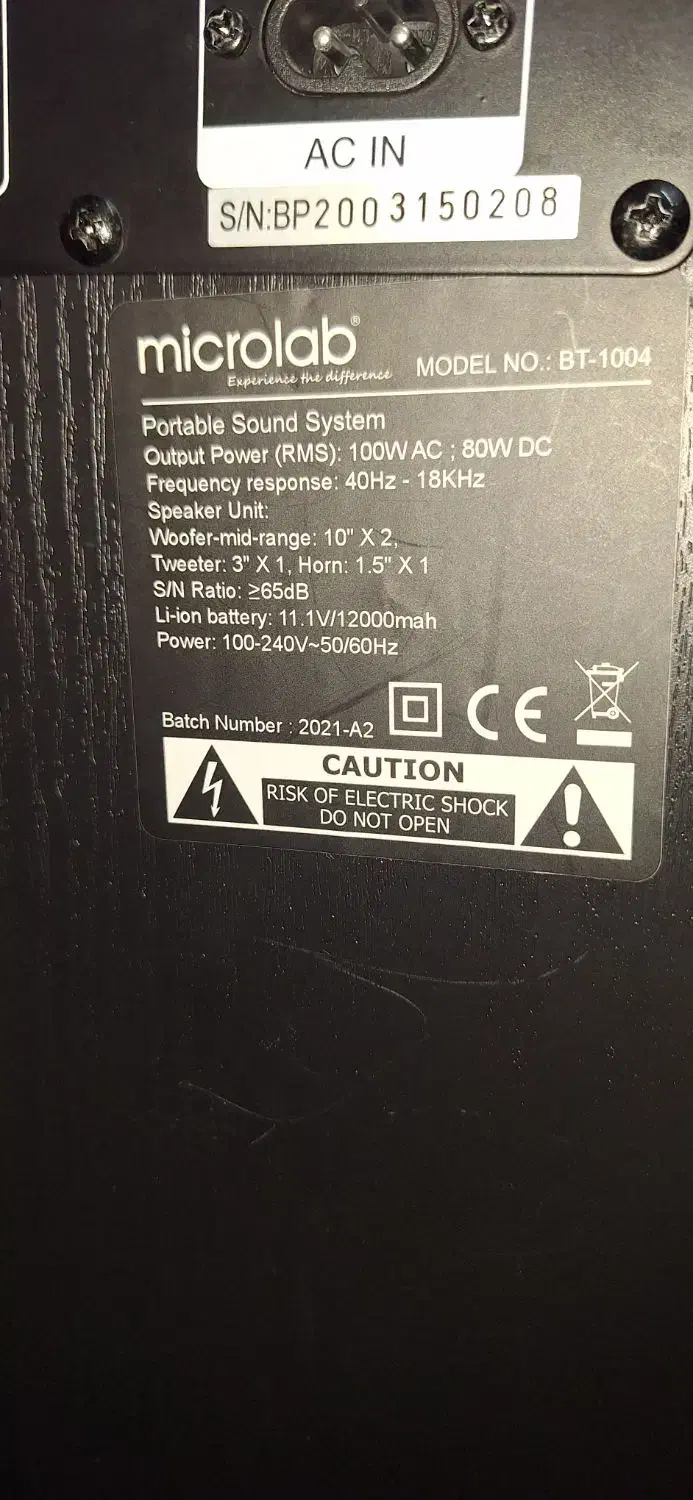 AC IN
S/N:BP2003150208
microlab®
Experience the difference
MODEL NO.: BT-1004
Portable Sound System
Output Power (RMS): 100W AC ; 80W DC
Frequency response: 40Hz - 18KHz
Speaker Unit:
Woofer-mid-range: 10" X 2,
Tweeter: 3" X 1, Horn: 1.5" X 1
S/N Ratio: ≥65dB
Li-ion battery: 11.1V/12000mah
Power: 100-240V~50/60Hz
Batch Number : 2021-A2
CE
CAUTION
RISK OF ELECTRIC SHOCK
DO NOT OPEN